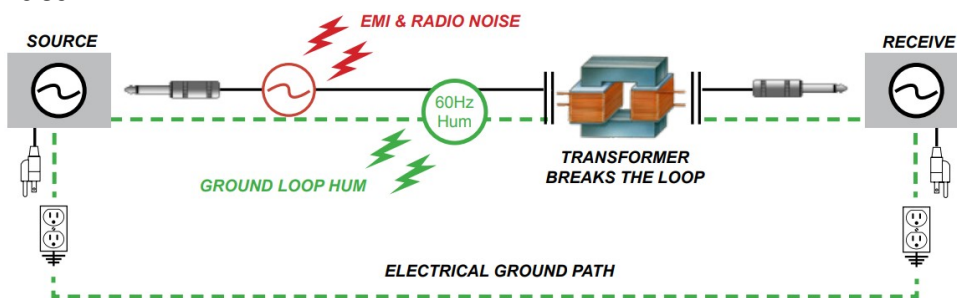 EMI & RADIO NOISE
SOURCE
RECEIVE
60Hz
Hum
GROUND LOOP HUM
TRANSFORMER
BREAKS THE LOOP
ELECTRICAL GROUND PATH